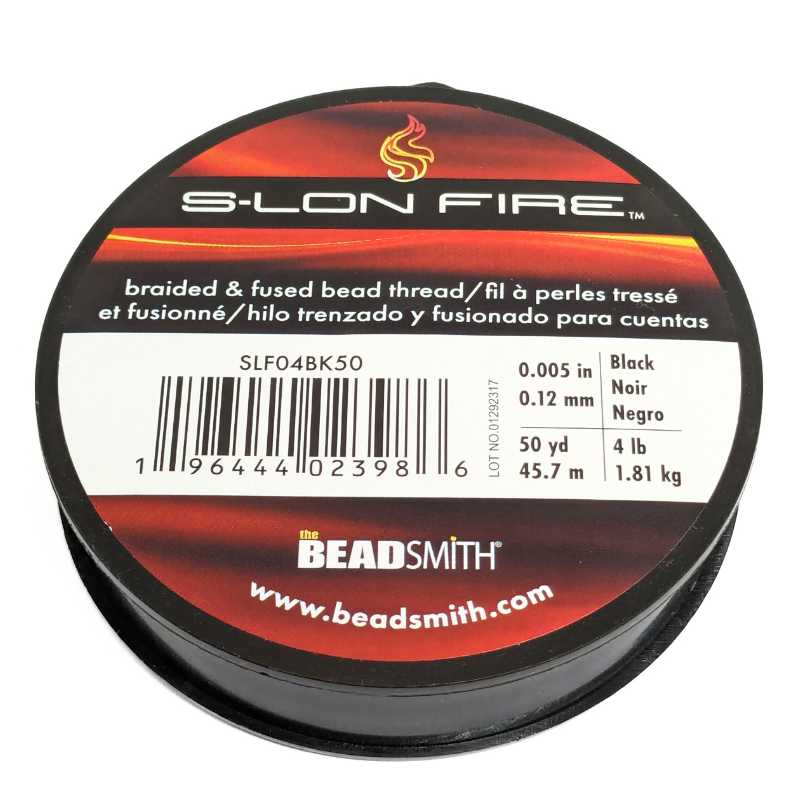 S-LON FIRE™
braided & fused bead thread/fil à perles tressé
et fusionné/hilo trenzado y fusionado para cuentas
SLF04BK50
1 96444 02398 6
LOT NO.01292317
0.005 in
0.12 mm
Black
Noir
Negro
50 yd
45.7 m
4 lb
1.81 kg
the
BEADSMITH®
www.beadsmith.com